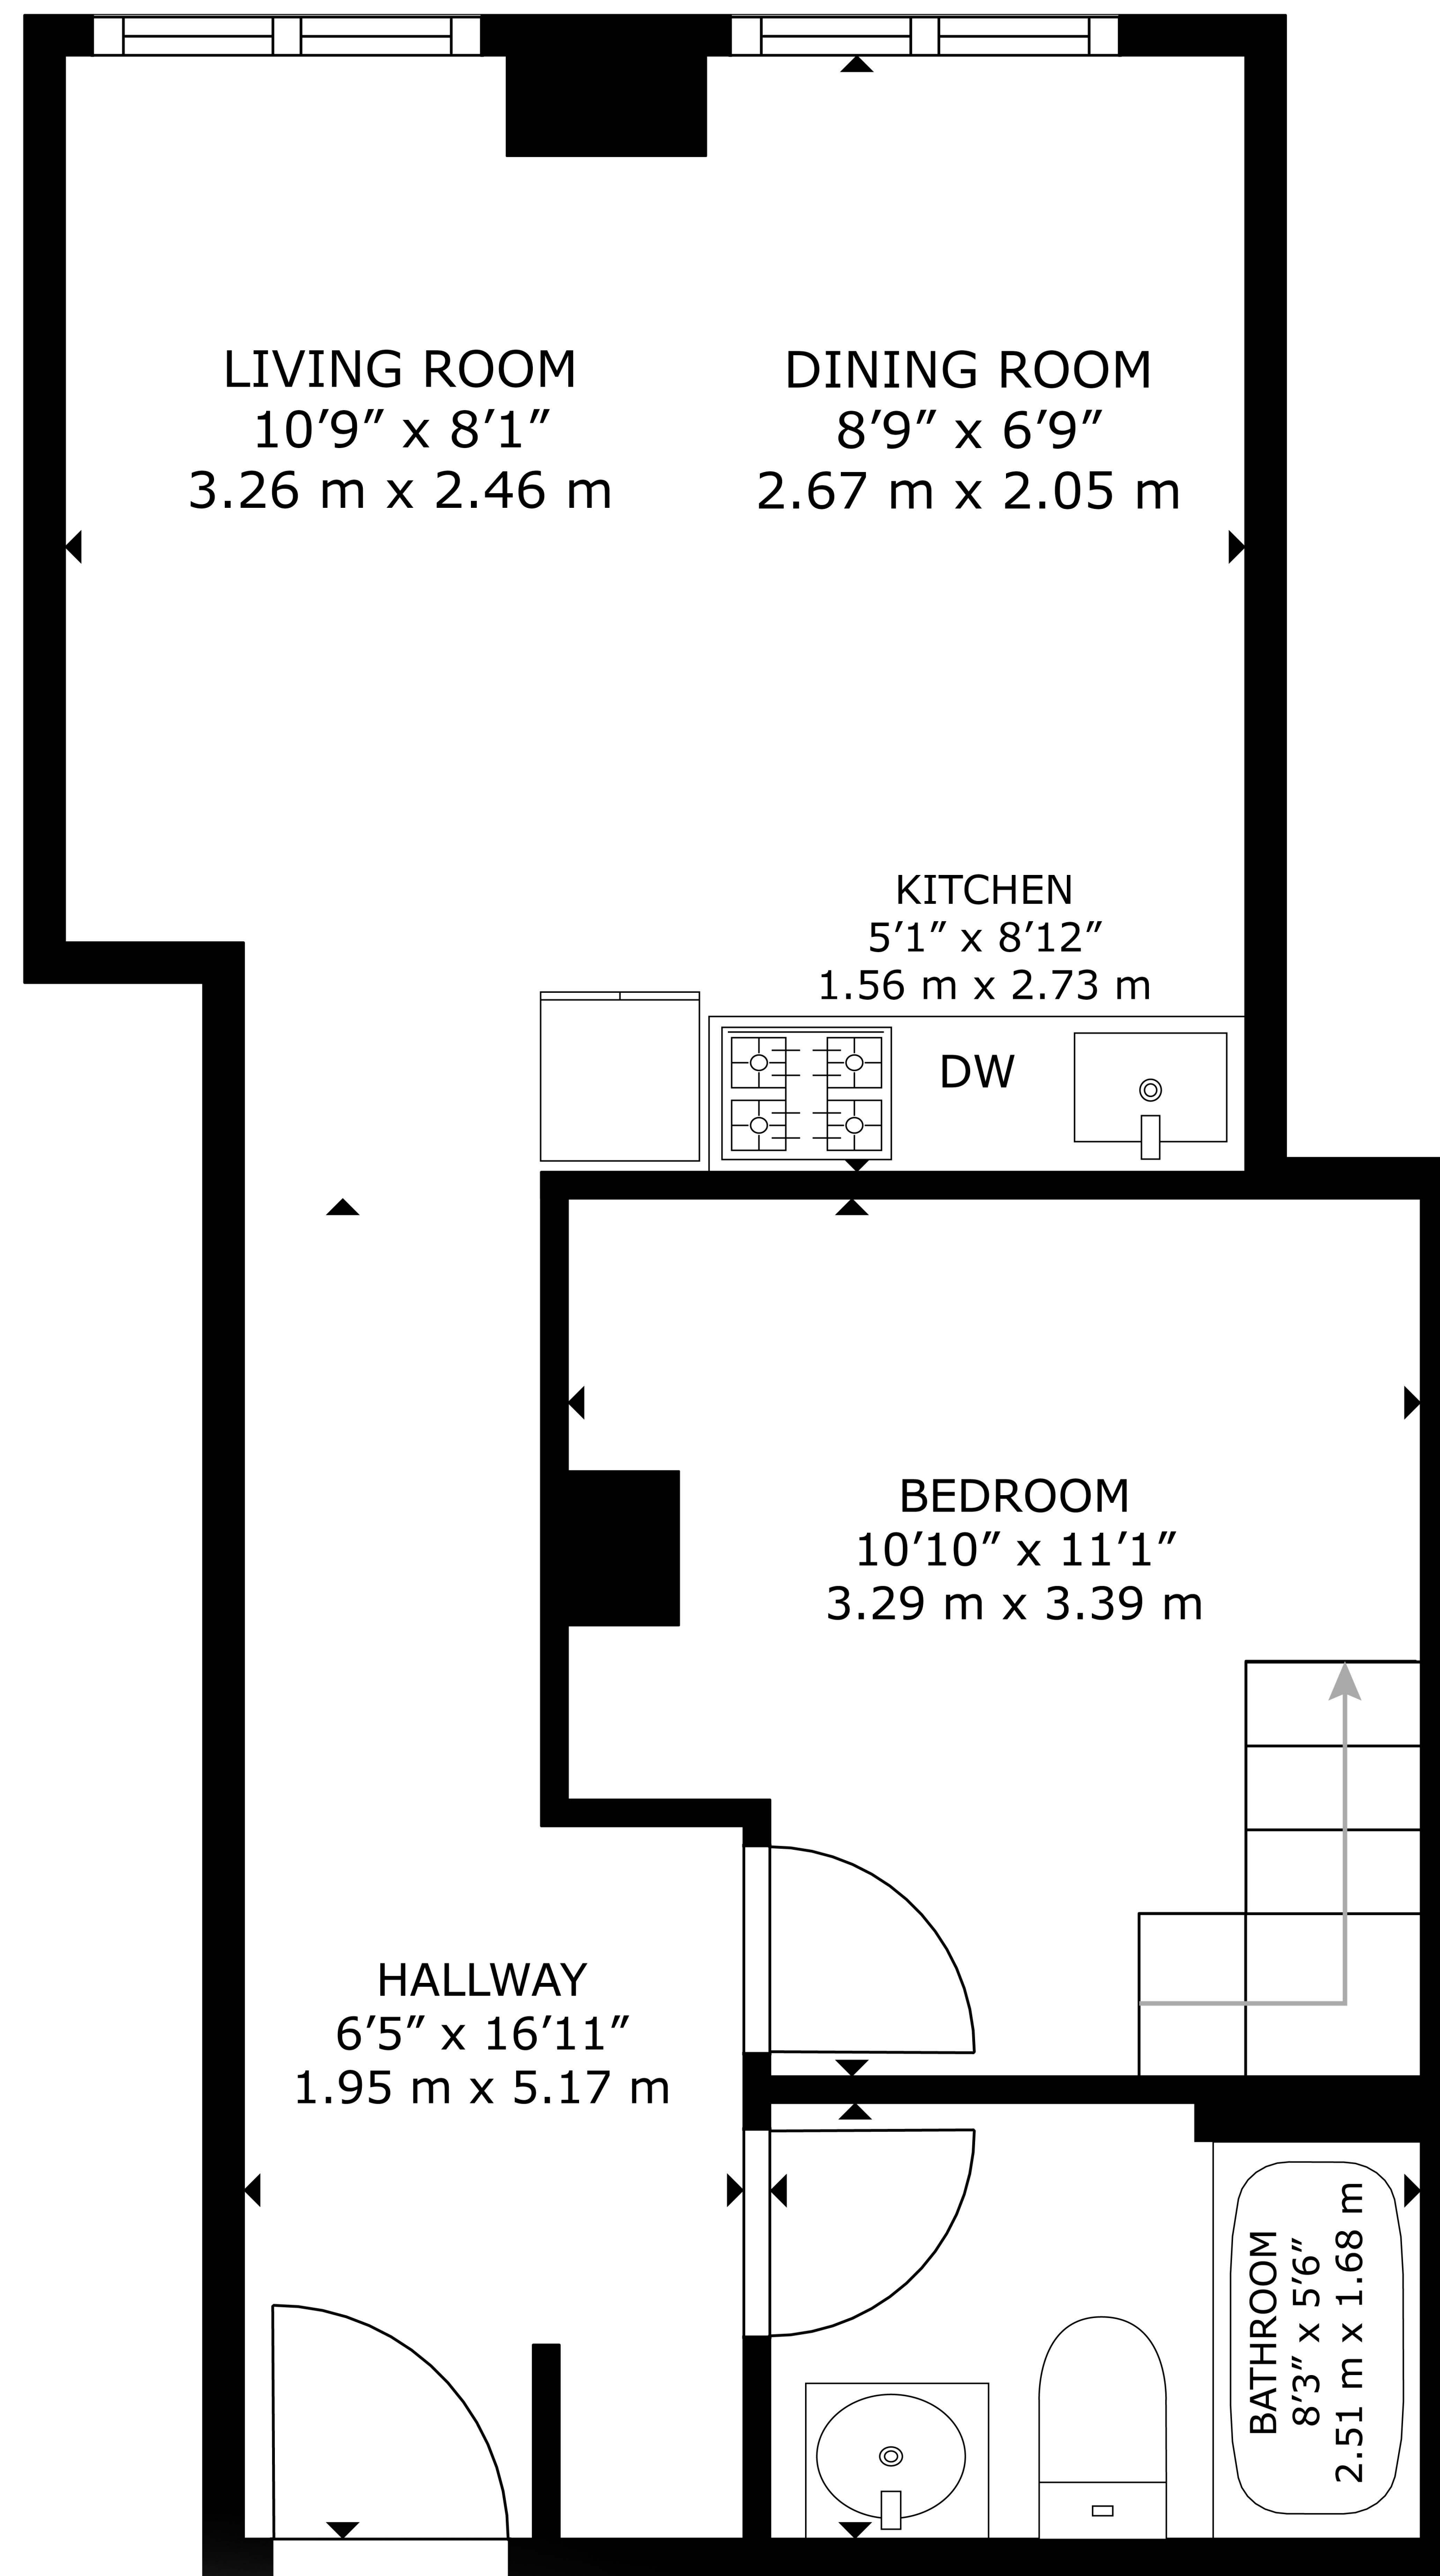 LIVING ROOM
10′9″ x 8′1″
3.26 m x 2.46 m
DINING ROOM
8′9″ x 6′9″
2.67 m x 2.05 m
KITCHEN
5′1″ x 8′12″
1.56 m x 2.73 m
DW
BEDROOM
10′10″ x 11′1″
3.29 m x 3.39 m
HALLWAY
6′5″ x 16′11″
1.95 m x 5.17 m
BATHROOM
8′3″ x 5′6″
2.51 m x 1.68 m